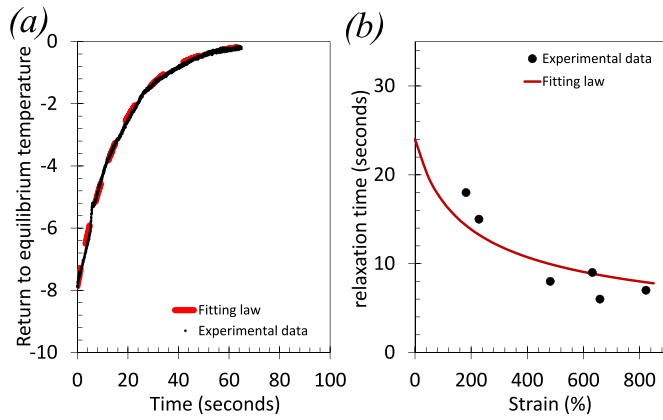 (a)
Return to equilibrium temperature
0
-2
-4
-6
-8
-10
0 20 40 60 80 100
Time (seconds)
Fitting law
Experimental data
(b)
relaxation time (seconds)
30
20
10
0
0 200 400 600 800
Strain (%)
Experimental data
Fitting law